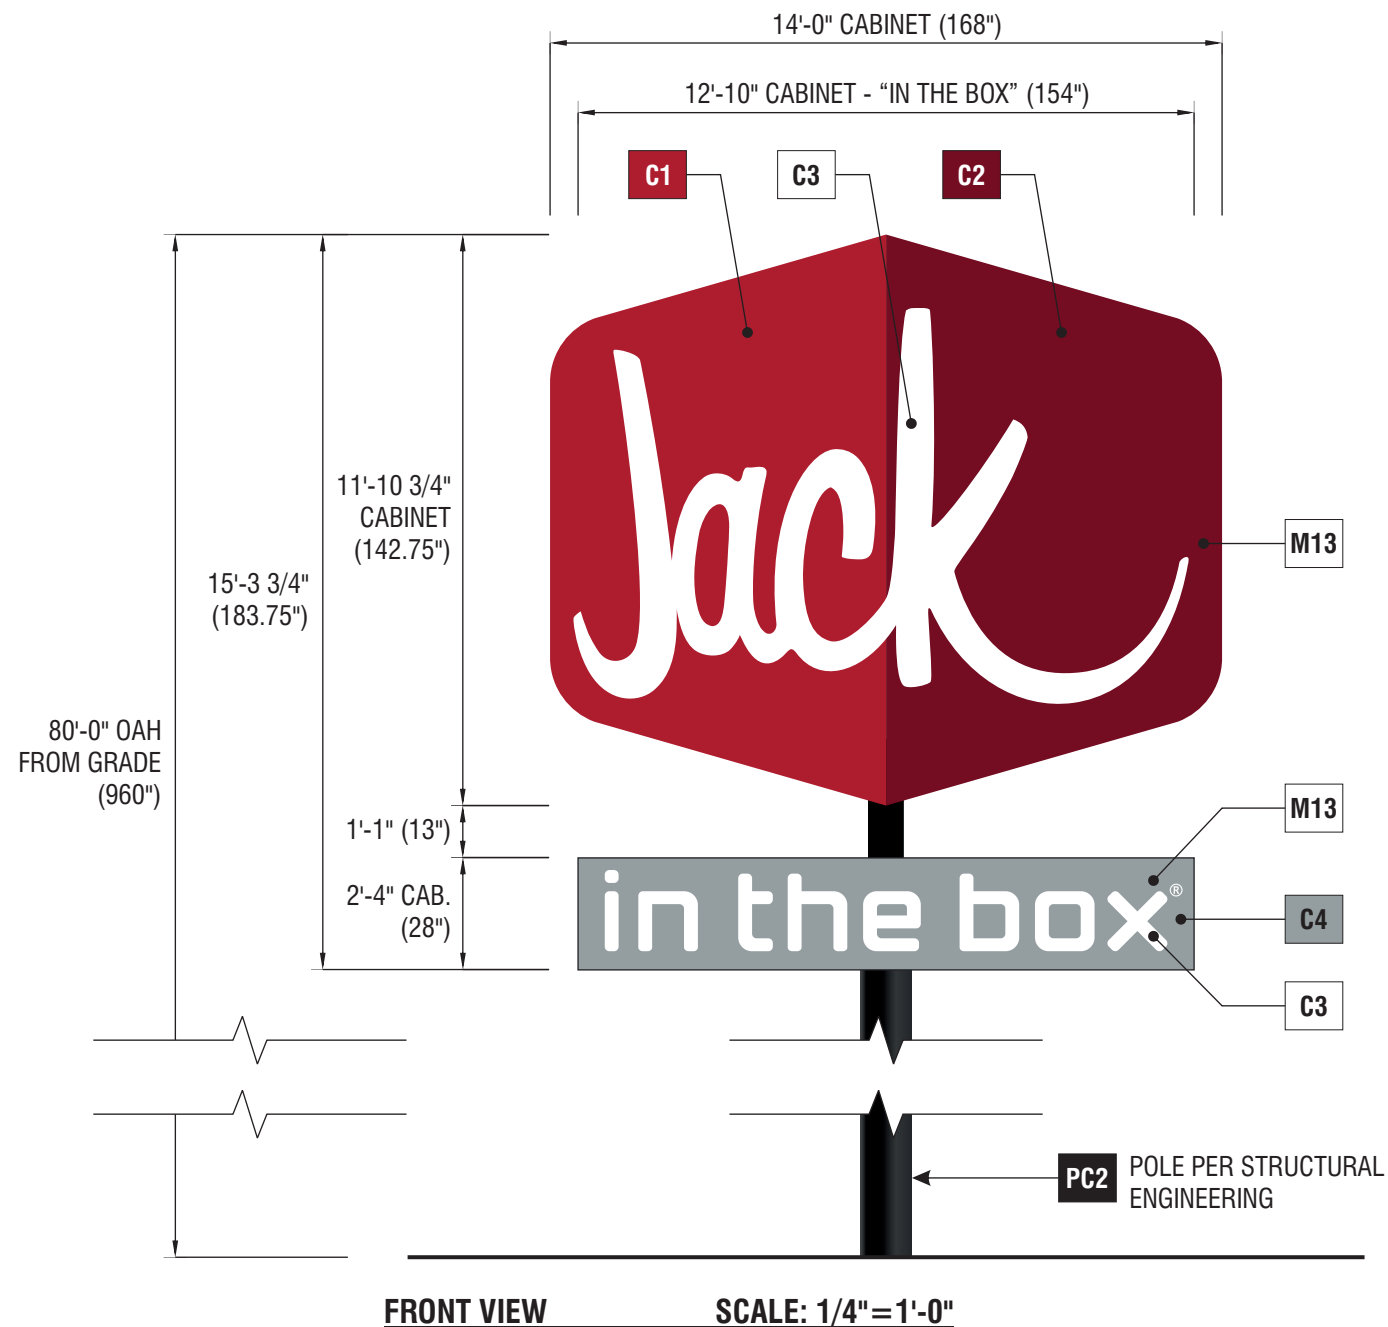 14'-0" CABINET (168")
12'-10" CABINET - “IN THE BOX” (154")
C1
C3
C2
Jack
11'-10 3/4"
CABINET
(142.75")
M13
15'-3 3/4"
(183.75")
80'-0" OAH
FROM GRADE
(960")
1'-1" (13")
M13
2'-4" CAB.
(28")
in the box®
C4
C3
PC2
POLE PER STRUCTURAL
ENGINEERING
FRONT VIEW
SCALE: 1/4"=1'-0"